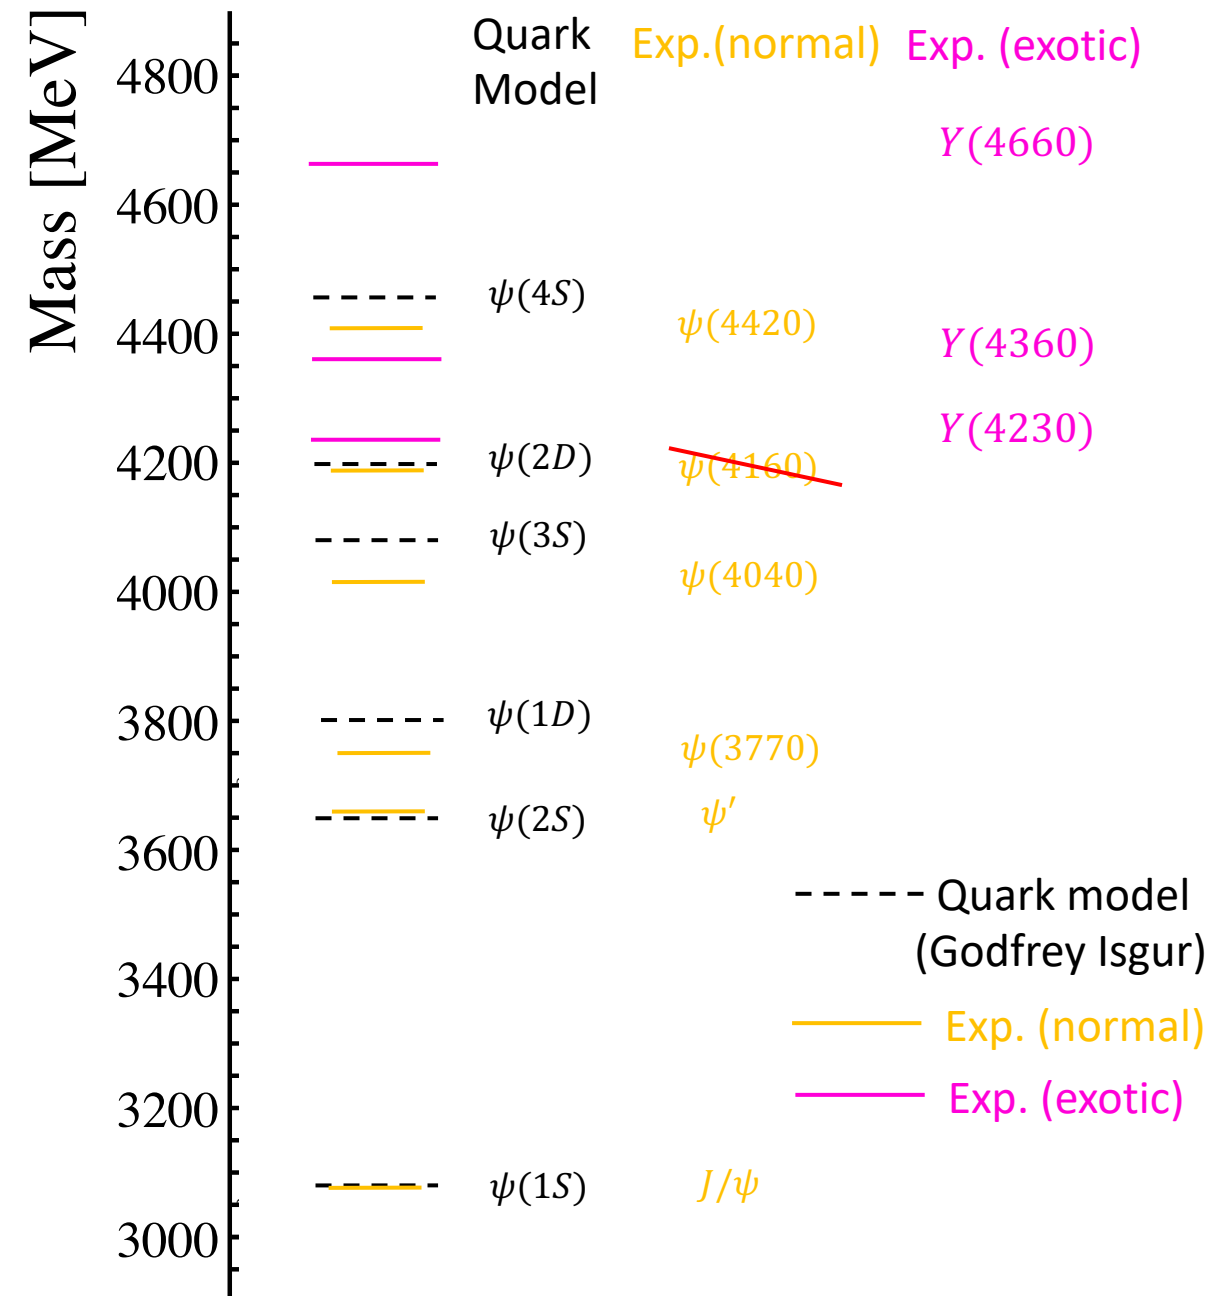 Mass [MeV]
Quark
Model
Exp.(normal)
Exp. (exotic)
4800
4600
4400
4200
4000
3800
3600
3400
3200
3000
Y(4660)
ψ(4S)
ψ(4420)
Y(4360)
Y(4230)
ψ(2D)
ψ(4160)
ψ(3S)
ψ(4040)
ψ(1D)
ψ(3770)
ψ(2S)
ψ′
ψ(1S)
J/ψ
Quark model
(Godfrey Isgur)
Exp. (normal)
Exp. (exotic)